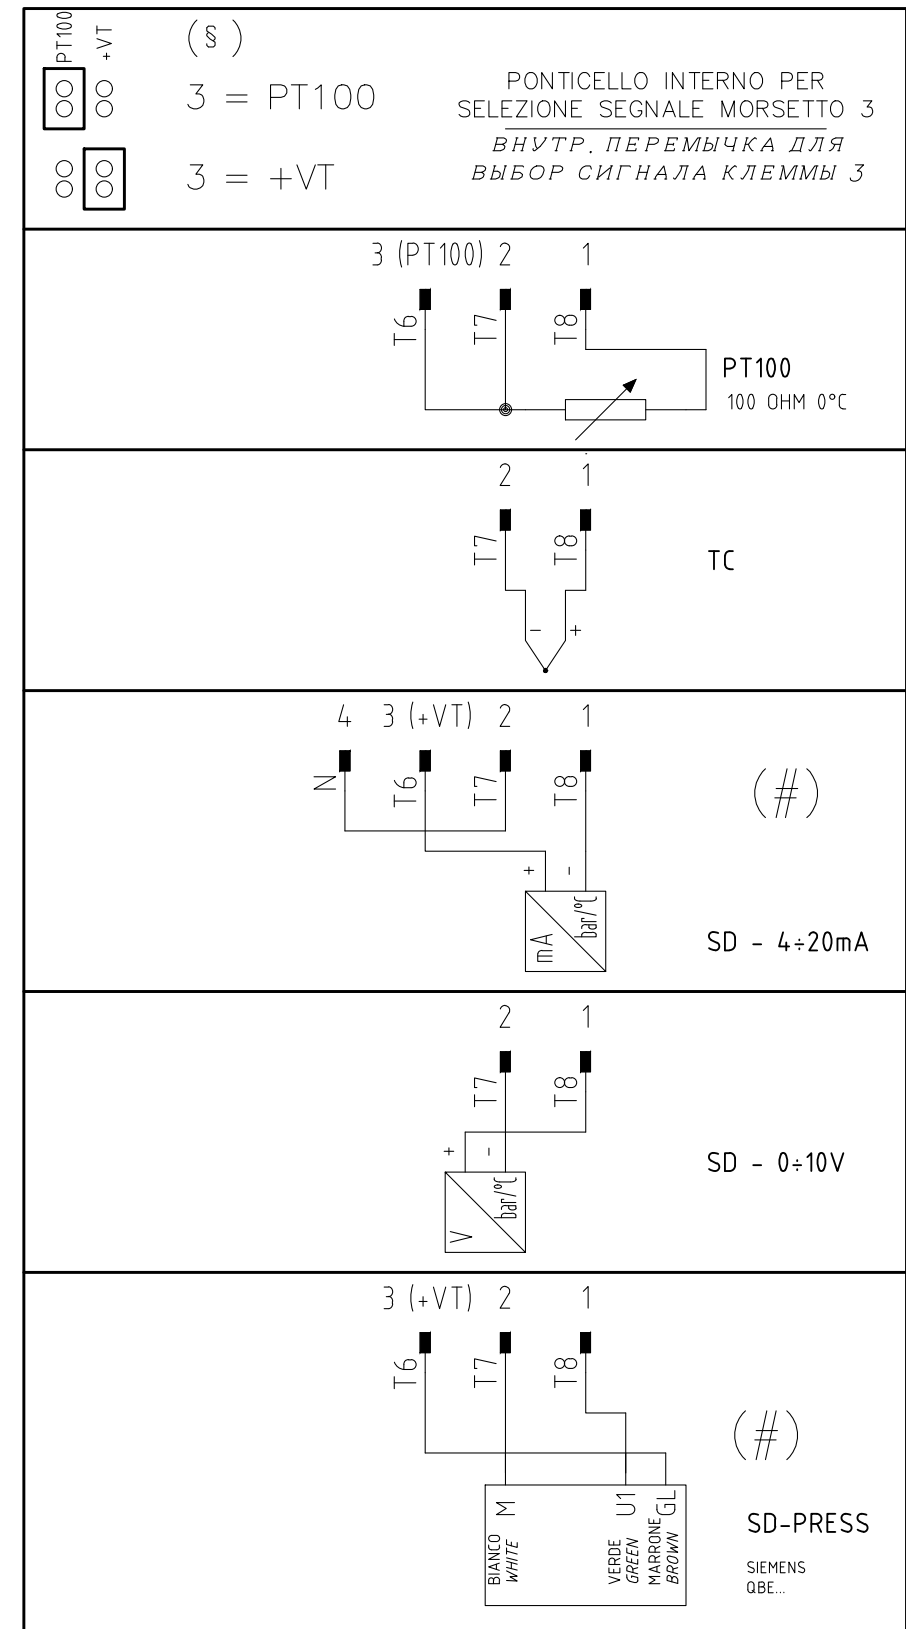 PT100
+VT
(§)
3 = PT100
3 = +VT
PONTICELLO INTERNO PER
SELEZIONE SEGNALE MORSETTO 3
ВНУТР. ПЕРЕМЫЧКА ДЛЯ
ВЫБОР СИГНАЛА КЛЕММЫ 3
3 (PT100) 2 1
T6 T7 T8
PT100
100 OHM 0°C
2 1
T7 T8
TC
- +
4 3 (+VT) 2 1
N T6 T7 T8
(#)
+ -
mA bar/°C
SD - 4÷20mA
2 1
T7 T8
+ -
V bar/°C
SD - 0÷10V
3 (+VT) 2 1
T6 T7 T8
(#)
M U1 GL
BIANCO
WHITE
VERDE
GREEN
MARRONE
BROWN
SD-PRESS
SIEMENS
QBE...